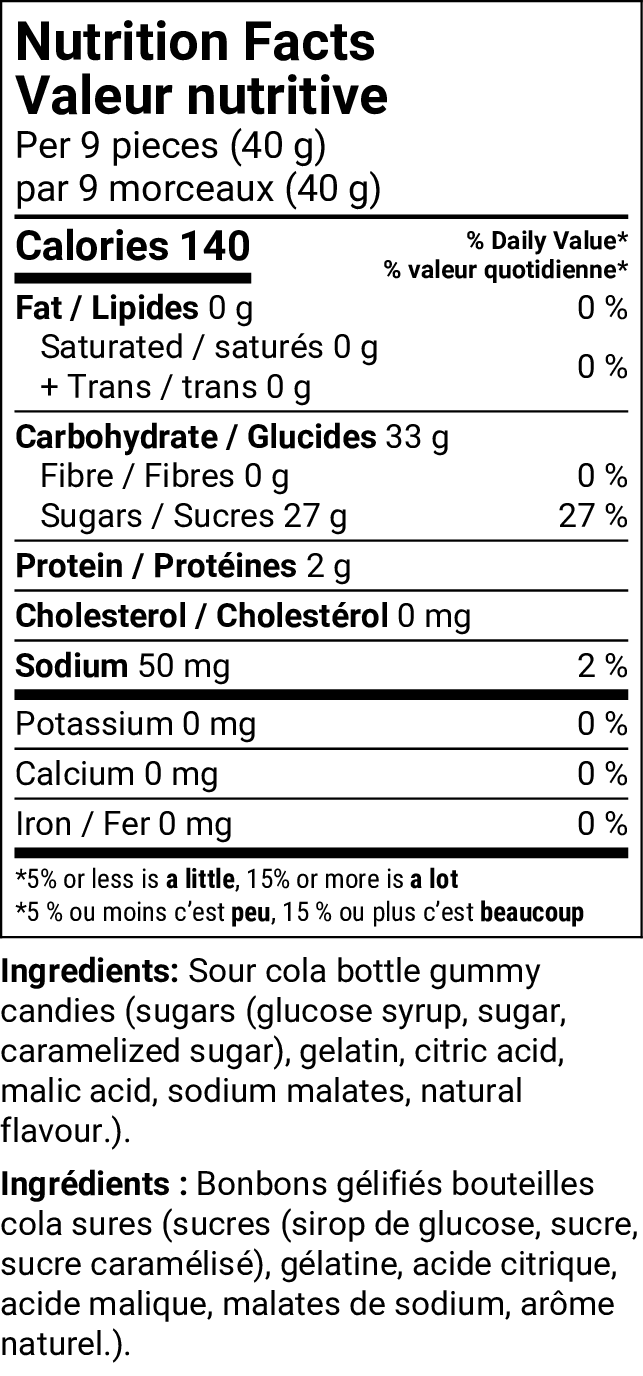 Nutrition Facts
Valeur nutritive
Per 9 pieces (40 g)
par 9 morceaux (40 g)
Calories 140
% Daily Value*
% valeur quotidienne*
Fat / Lipides 0 g 0 %
Saturated / saturés 0 g
+ Trans / trans 0 g
0 %
Carbohydrate / Glucides 33 g
Fibre / Fibres 0 g 0 %
Sugars / Sucres 27 g 27 %
Protein / Protéines 2 g
Cholesterol / Cholestérol 0 mg
Sodium 50 mg 2 %
Potassium 0 mg 0 %
Calcium 0 mg 0 %
Iron / Fer 0 mg 0 %
*5% or less is a little, 15% or more is a lot
*5 % ou moins c’est peu, 15 % ou plus c’est beaucoup
Ingredients: Sour cola bottle gummy
candies (sugars (glucose syrup, sugar,
caramelized sugar), gelatin, citric acid,
malic acid, sodium malates, natural
flavour.).
Ingrédients : Bonbons gélifiés bouteilles
cola sures (sucres (sirop de glucose, sucre,
sucre caramélisé), gélatine, acide citrique,
acide malique, malates de sodium, arôme
naturel.).